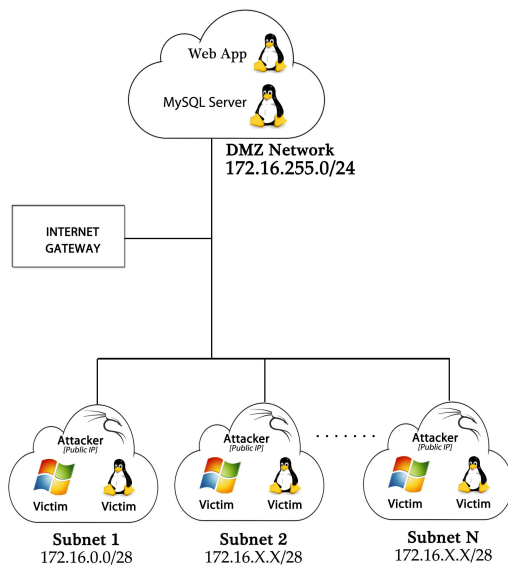 Web App
MySQL Server
DMZ Network
172.16.255.0/24
INTERNET
GATEWAY
Attacker
[Public IP]
Victim Victim
Subnet 1
172.16.0.0/28
Attacker
[Public IP]
Victim Victim
Subnet 2
172.16.X.X/28
.......
Attacker
[Public IP]
Victim Victim
Subnet N
172.16.X.X/28